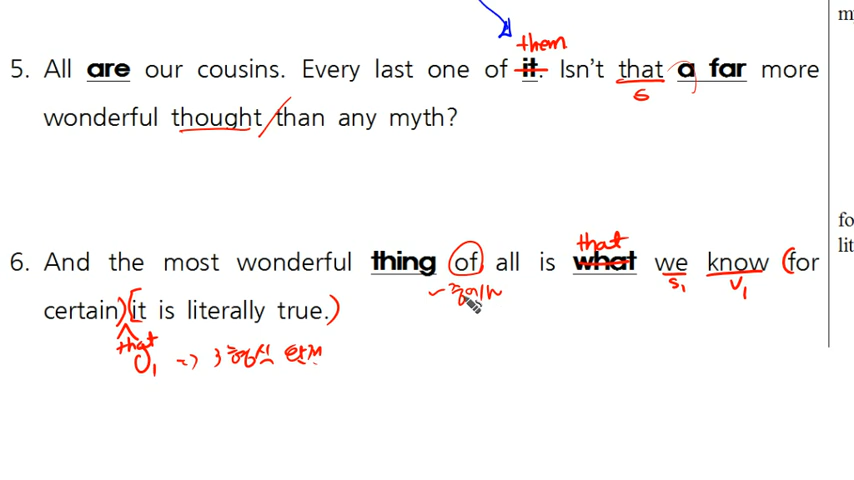 m
them
5. All are our cousins. Every last one of it. Isn't that a far more
S
wonderful thought than any myth?
fo
that
lit
6. And the most wonderful thing of all is what we know (for
~중에서
S₁ V₁
certain) [it is literally true.)
that
O₁ => 3형식 완전